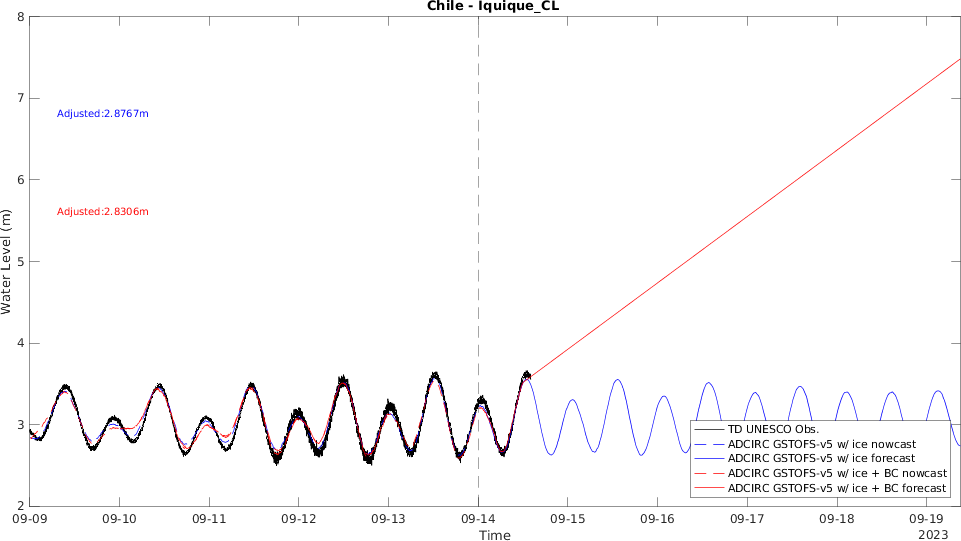 Chile - Iquique_CL
8
7
6
5
4
3
2
Water Level (m)
Adjusted:2.8767m
Adjusted:2.8306m
TD UNESCO Obs.
ADCIRC GSTOFS-v5 w/ ice nowcast
ADCIRC GSTOFS-v5 w/ ice forecast
ADCIRC GSTOFS-v5 w/ ice + BC nowcast
ADCIRC GSTOFS-v5 w/ ice + BC forecast
09-09 09-10 09-11 09-12 09-13 09-14 09-15 09-16 09-17 09-18 09-19
Time
2023